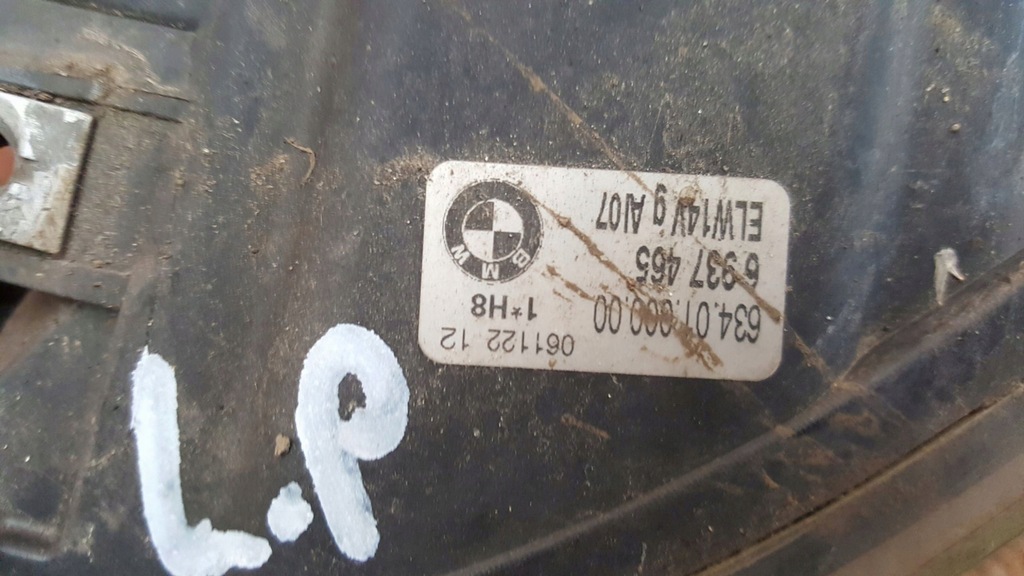 061122 12
634.01.000.00
1*H8
6 937 465
ELW14V g AI07
BMW
L.P